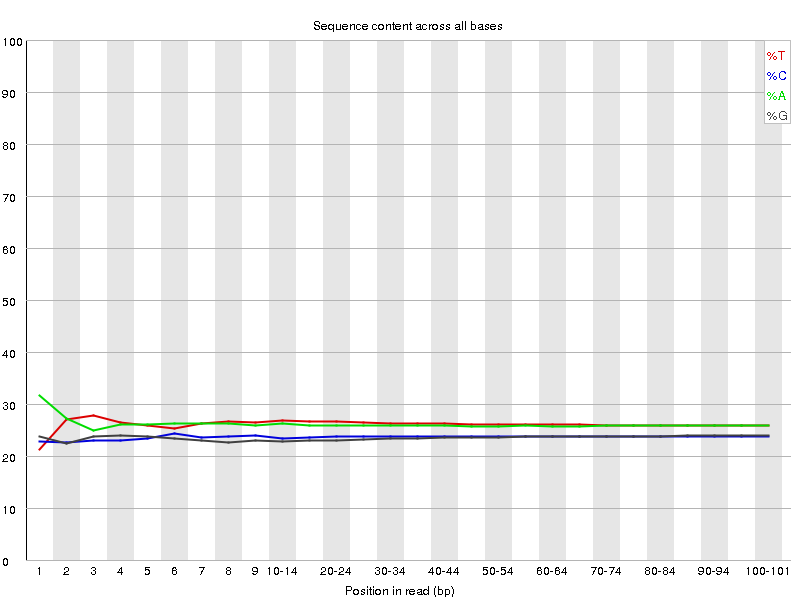 Sequence content across all bases
%T
%C
%A
%G
100
90
80
70
60
50
40
30
20
10
0
1 2 3 4 5 6 7 8 9 10-14 20-24 30-34 40-44 50-54 60-64 70-74 80-84 90-94 100-101
Position in read (bp)